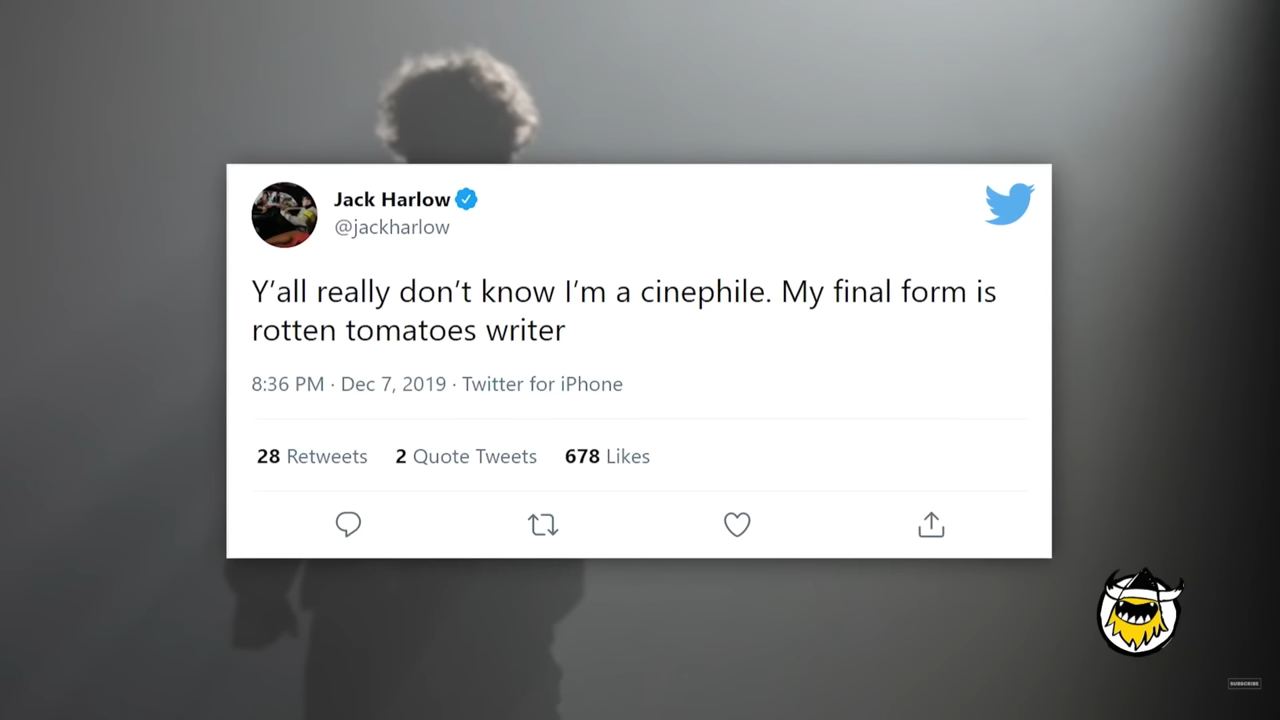 Jack Harlow
@jackharlow
Y’all really don’t know I’m a cinephile. My final form is
rotten tomatoes writer
8:36 PM · Dec 7, 2019 · Twitter for iPhone
28 Retweets 2 Quote Tweets 678 Likes
SUBSCRIBE